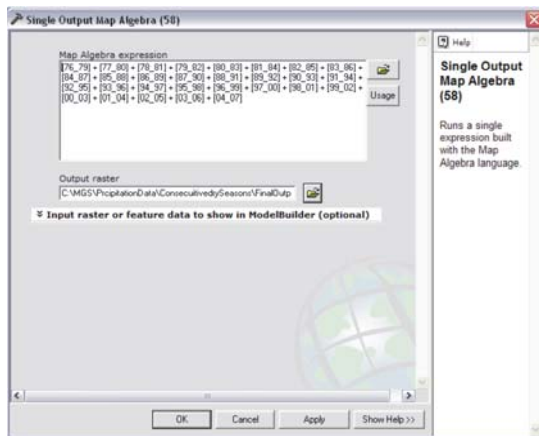 Single Output Map Algebra (58)
Map Algebra expression
[76_79] + [77_80] + [78_81] + [79_82] + [80_83] + [81_84] + [82_85] + [83_86] +
[84_87] + [85_88] + [86_89] + [87_90] + [88_91] + [89_92] + [90_93] + [91_94] +
[92_95] + [93_96] + [94_97] + [95_98] + [96_99] + [97_00] + [98_01] + [99_02] +
[00_03] + [01_04] + [02_05] + [03_06] + [04_07]
Usage
Output raster
C:\MGS\PrcipitationData\ConsecuitivedrySeasons\FinalOutp
Input raster or feature data to show in ModelBuilder (optional)
OK
Cancel
Apply
Show Help >>
Help
Single Output
Map Algebra
(58)
Runs a single
expression built
with the Map
Algebra language.